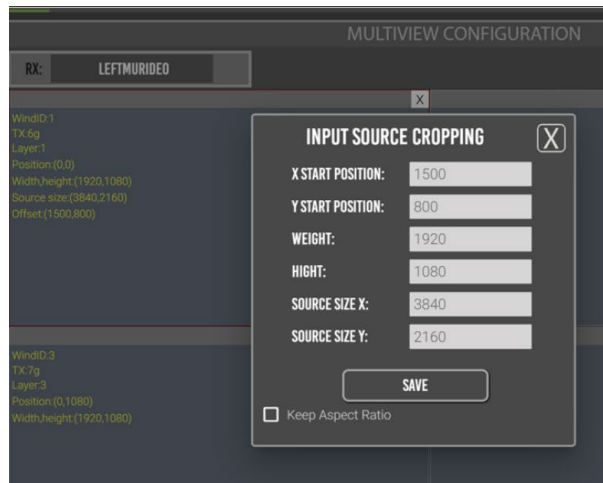 MULTIVIEW CONFIGURATION
RX: LEFTMURIDEO
X
WindID:1
TX:6g
Layer:1
Position:(0,0)
Width,height:(1920,1080)
Source size:(3840,2160)
Offset:(1500,800)
INPUT SOURCE CROPPING X
X START POSITION: 1500
Y START POSITION: 800
WEIGHT: 1920
HIGHT: 1080
SOURCE SIZE X: 3840
SOURCE SIZE Y: 2160
SAVE
Keep Aspect Ratio
WindID:3
TX:7g
Layer:3
Position:(0,1080)
Width,height:(1920,1080)